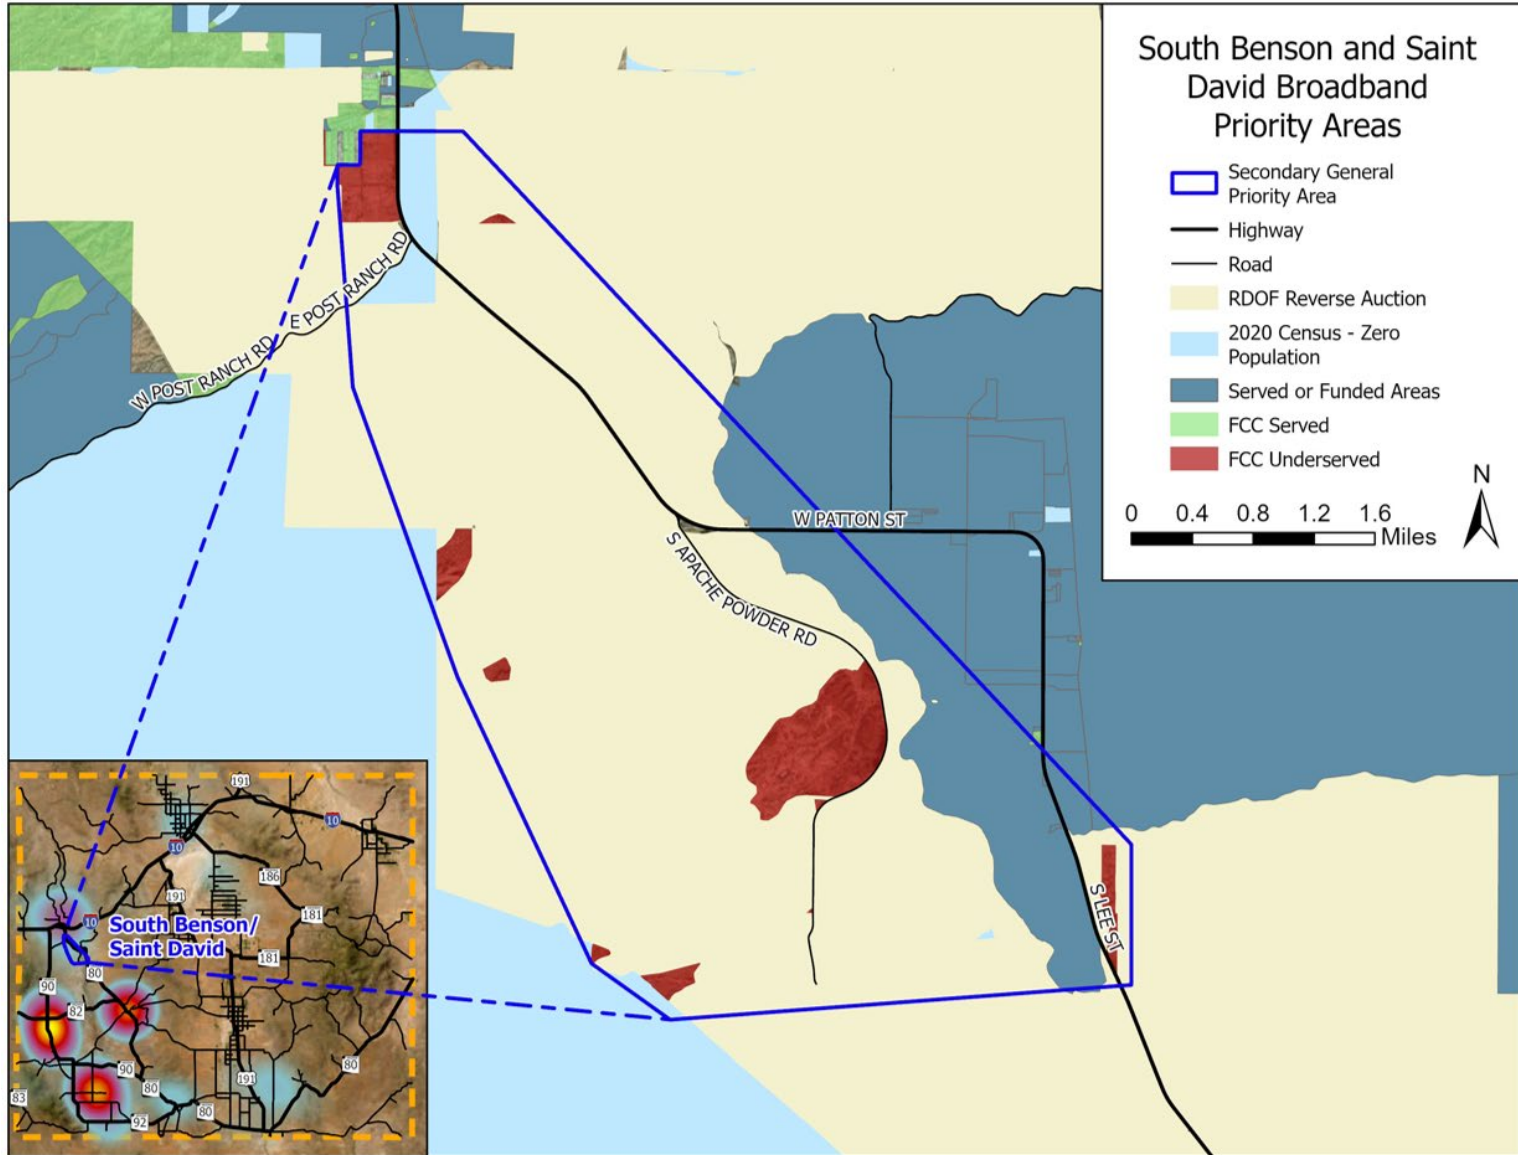 South Benson and Saint
David Broadband
Priority Areas
Secondary General
Priority Area
Highway
Road
RDOF Reverse Auction
2020 Census - Zero
Population
Served or Funded Areas
FCC Served
FCC Underserved
N
0 0.4 0.8 1.2 1.6
Miles
E POST RANCH RD
W POST RANCH RD
W PATTON ST
S APACHE POWDER RD
S LEE ST
191
10
10
186
191
181
10
South Benson/
Saint David
181
80
90
82
90
80
191
80
83
80
92